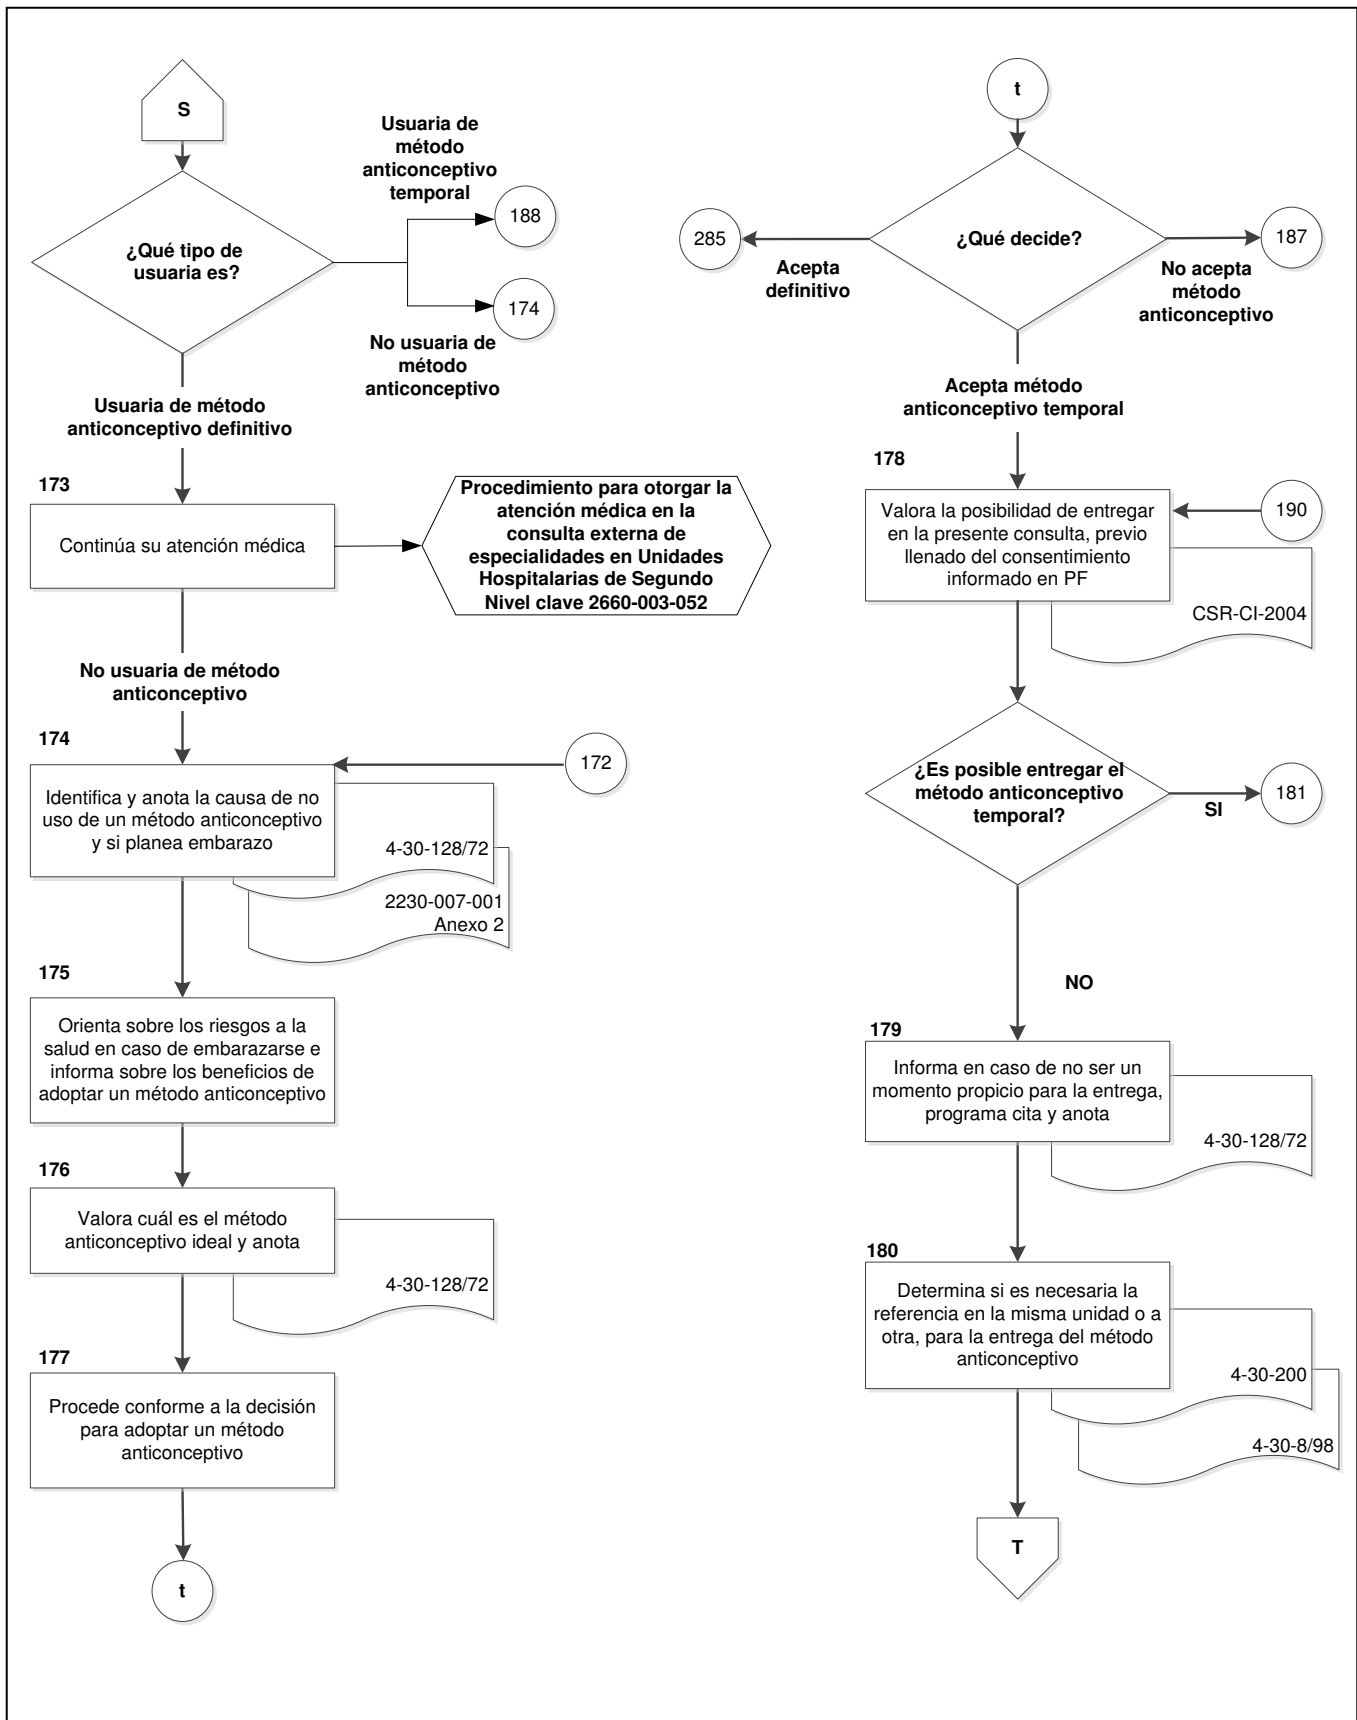 S
¿Qué tipo de
usuaria es?
Usuaria de
método
anticonceptivo
temporal
188
174
No usuaria de
método
anticonceptivo
Usuaria de método
anticonceptivo definitivo
173
Continúa su atención médica
Procedimiento para otorgar la
atención médica en la
consulta externa de
especialidades en Unidades
Hospitalarias de Segundo
Nivel clave 2660-003-052
No usuaria de método
anticonceptivo
174
172
Identifica y anota la causa de no
uso de un método anticonceptivo
y si planea embarazo
4-30-128/72
2230-007-001
Anexo 2
175
Orienta sobre los riesgos a la
salud en caso de embarazarse e
informa sobre los beneficios de
adoptar un método anticonceptivo
176
Valora cuál es el método
anticonceptivo ideal y anota
4-30-128/72
177
Procede conforme a la decisión
para adoptar un método
anticonceptivo
t
t
¿Qué decide?
285
Acepta
definitivo
187
No acepta
método
anticonceptivo
Acepta método
anticonceptivo temporal
178
190
Valora la posibilidad de entregar
en la presente consulta, previo
llenado del consentimiento
informado en PF
CSR-CI-2004
¿Es posible entregar el
método anticonceptivo
temporal?
SI
181
NO
179
Informa en caso de no ser un
momento propicio para la entrega,
programa cita y anota
4-30-128/72
180
Determina si es necesaria la
referencia en la misma unidad o a
otra, para la entrega del método
anticonceptivo
4-30-200
4-30-8/98
T